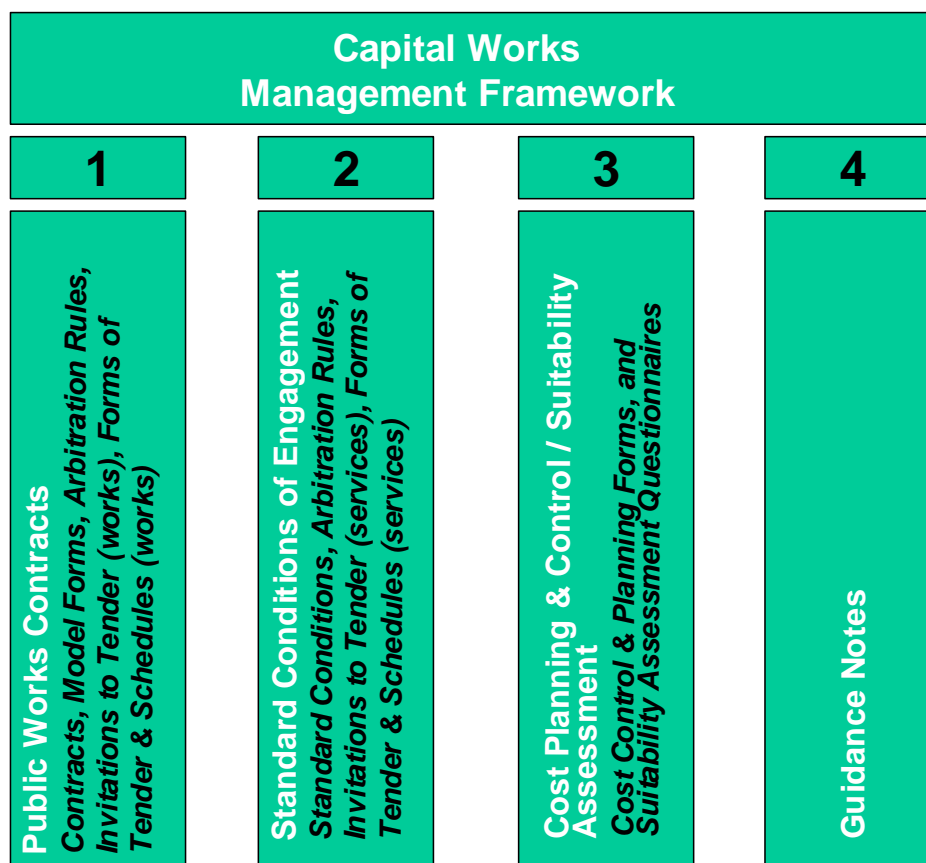 Capital Works
Management Framework
1
2
3
4
Public Works Contracts
Contracts, Model Forms, Arbitration Rules,
Invitations to Tender (works), Forms of
Tender & Schedules (works)
Standard Conditions of Engagement
Standard Conditions, Arbitration Rules,
Invitations to Tender (services), Forms of
Tender & Schedules (services)
Cost Planning & Control / Suitability
Assessment
Cost Control & Planning Forms, and
Suitability Assessment Questionnaires
Guidance Notes